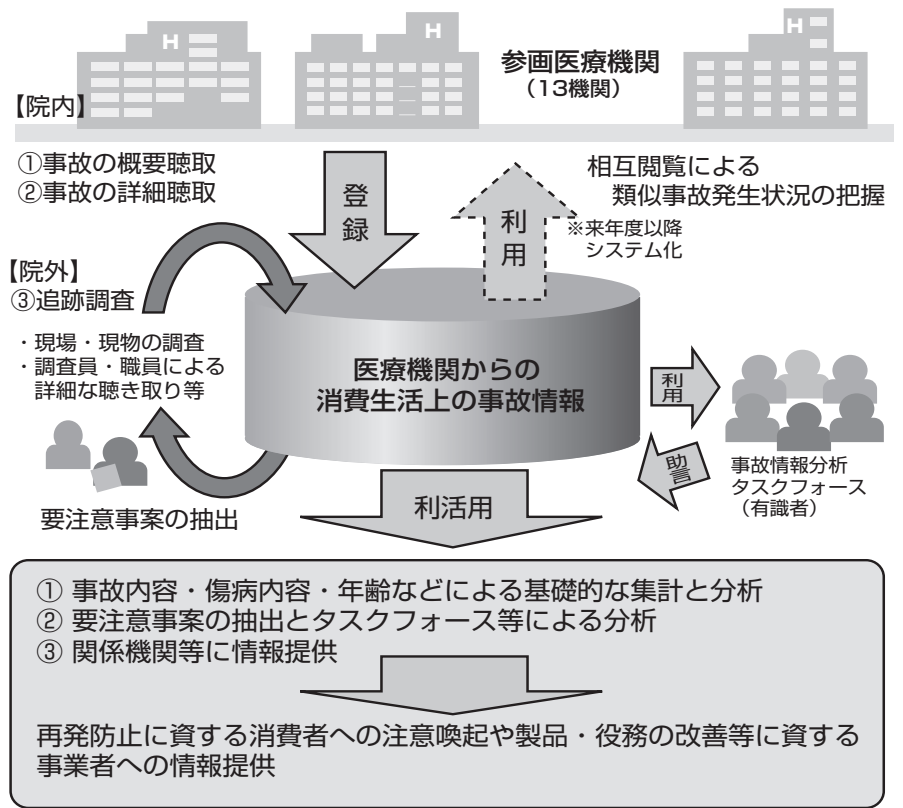 H
H
H
参画医療機関
（13機関）
【院内】
①事故の概要聴取
②事故の詳細聴取
登録
利用
相互閲覧による
類似事故発生状況の把握
※来年度以降
システム化
【院外】
③追跡調査
・現場・現物の調査
・調査員・職員による
詳細な聴き取り等
医療機関からの
消費生活上の事故情報
利用
助言
事故情報分析
タスクフォース
（有識者）
要注意事案の抽出
利活用
① 事故内容・傷病内容・年齢などによる基礎的な集計と分析
② 要注意事案の抽出とタスクフォース等による分析
③ 関係機関等に情報提供
再発防止に資する消費者への注意喚起や製品・役務の改善等に資する
事業者への情報提供